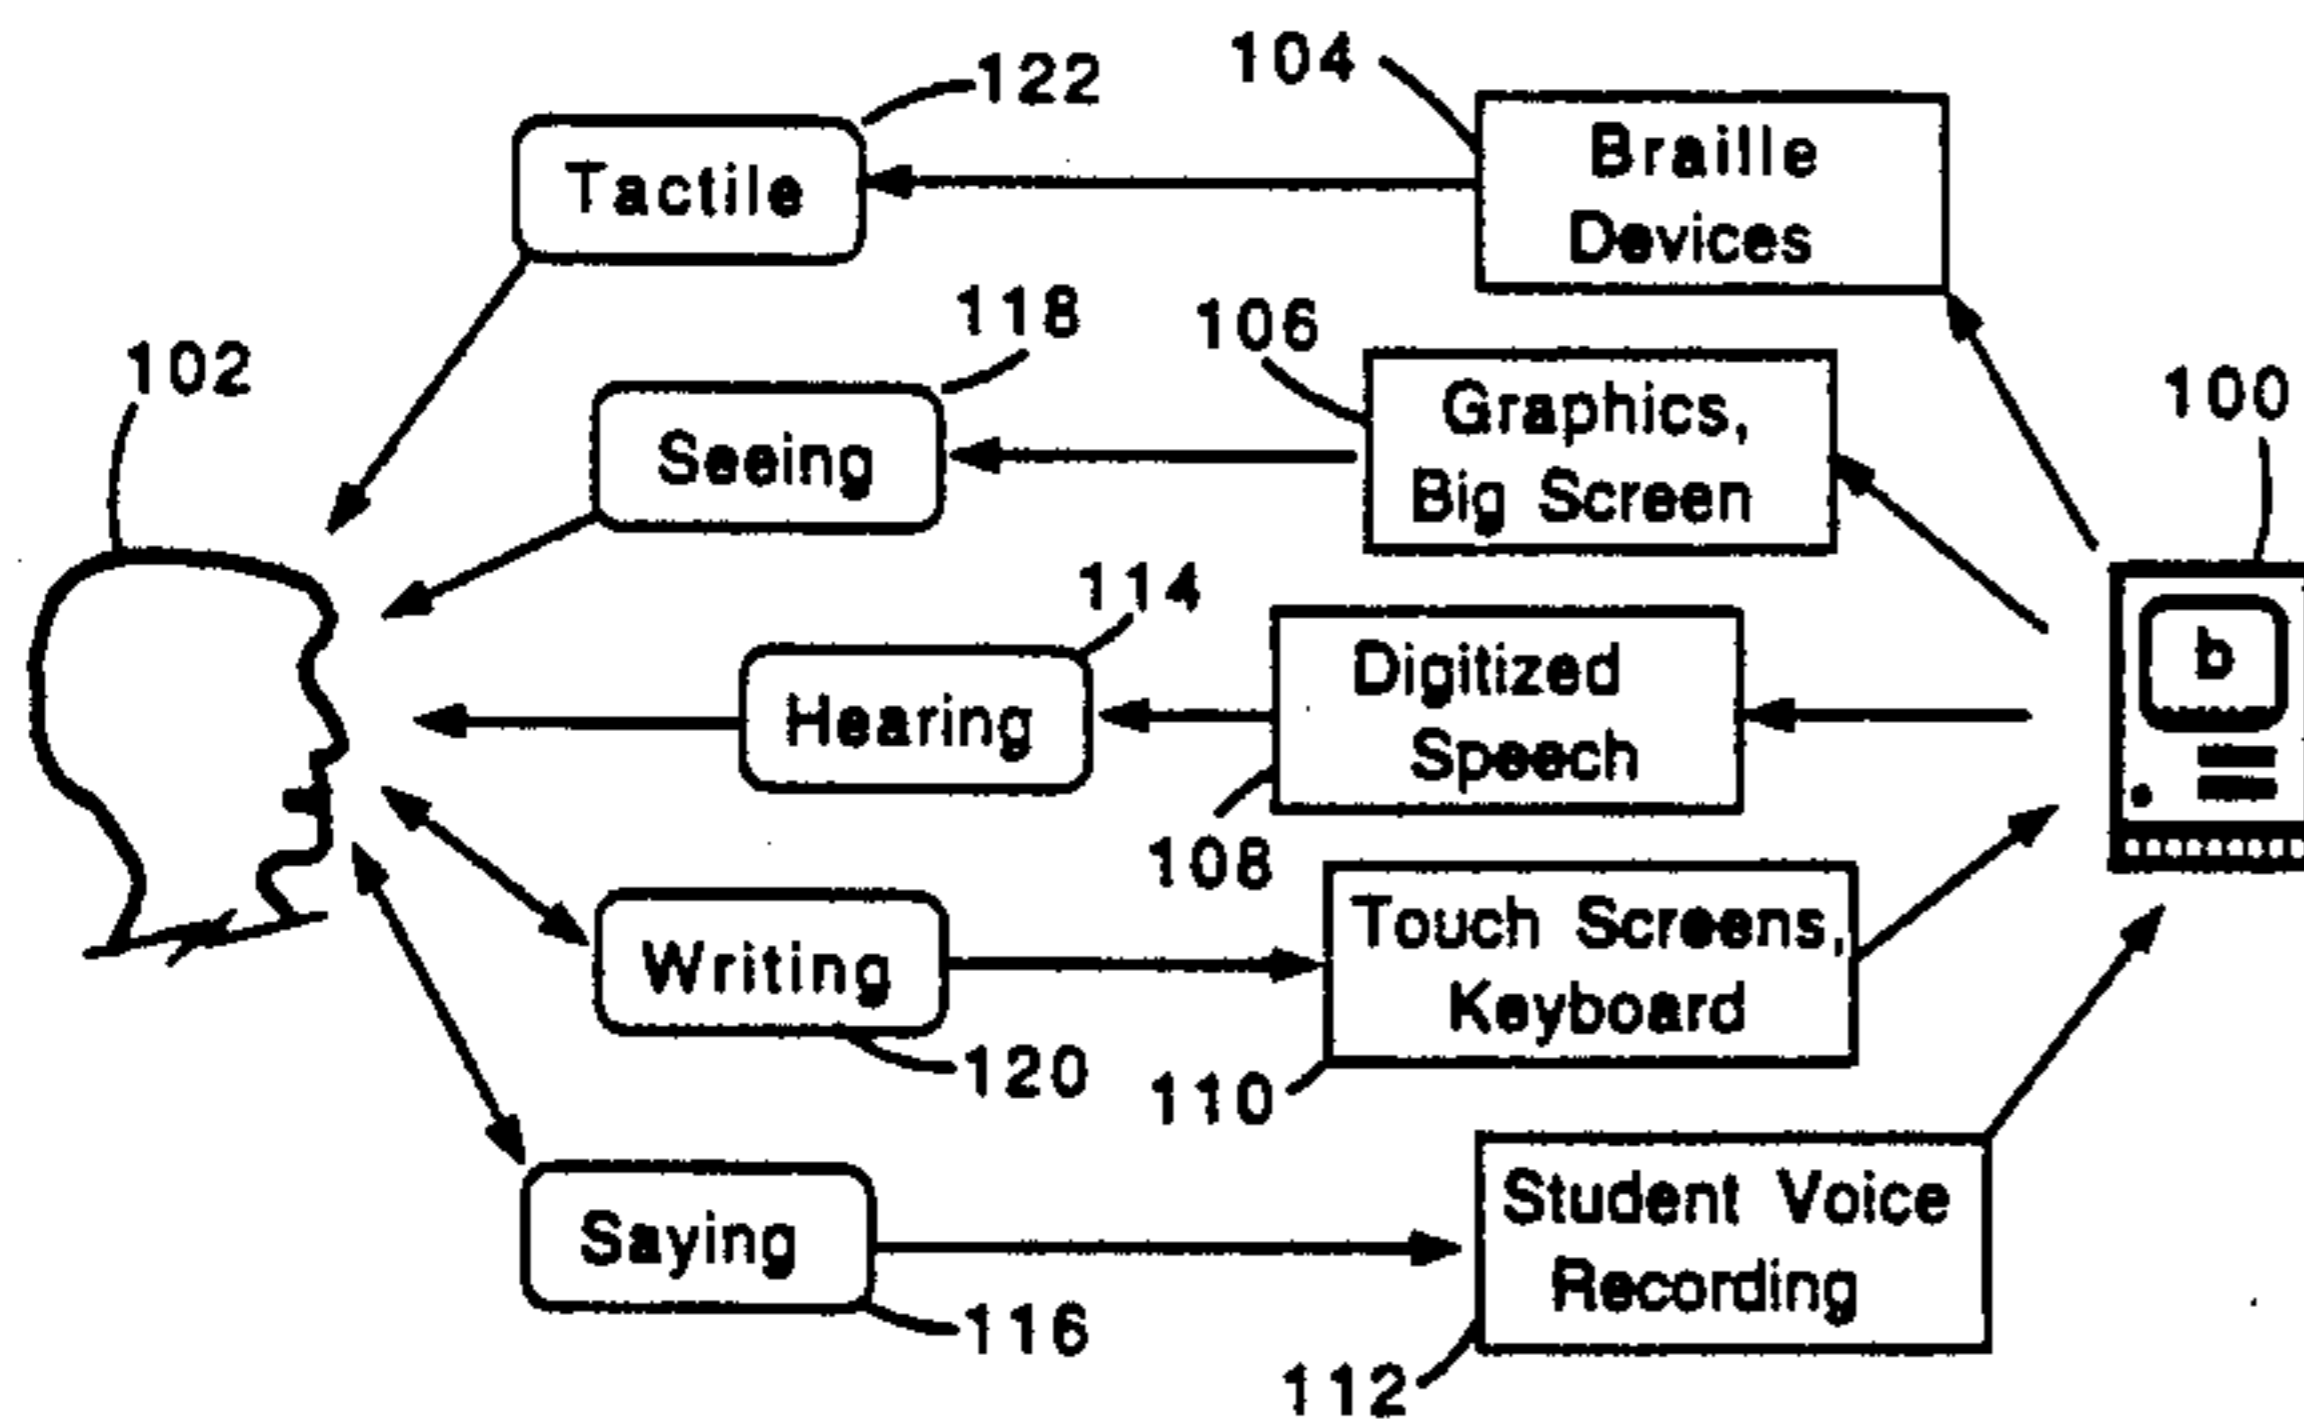 122
104
Tactile
Braille
Devices
118
106
102
Seeing
Graphics,
Big Screen
100
114
Hearing
Digitized
Speech
b
108
Writing
Touch Screens,
Keyboard
120
110
Saying
Student Voice
Recording
116
112